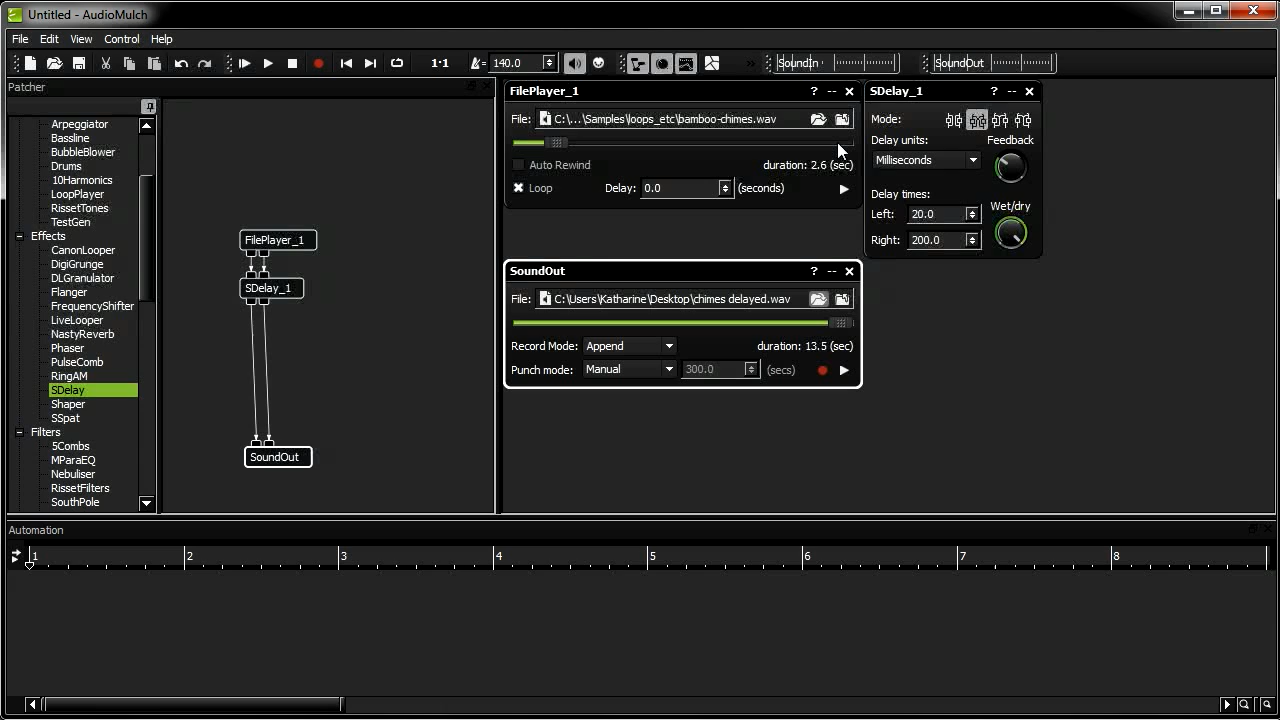 Untitled - AudioMulch
File Edit View Control Help
1·1 140.0 SoundIn SoundOut
Patcher
Arpeggiator
Bassline
BubbleBlower
Drums
10Harmonics
LoopPlayer
RissetTones
TestGen
Effects
CanonLooper
DigiGrunge
DLGranulator
Flanger
FrequencyShifter
LiveLooper
NastyReverb
Phaser
PulseComb
RingAM
SDelay
Shaper
SSpat
Filters
5Combs
MParaEQ
Nebuliser
RissetFilters
SouthPole
FilePlayer_1
SDelay_1
SoundOut
FilePlayer_1 ? --
File: C:\...\Samples\loops_etc\bamboo-chimes.wav
Auto Rewind duration: 2.6 (sec)
Loop Delay: 0.0 (seconds)
SDelay_1 ? --
Mode:
Delay units: Feedback
Milliseconds
Delay times:
Wet/dry
Left: 20.0
Right: 200.0
SoundOut ? --
File: C:\Users\Katharine\Desktop\chimes delayed.wav
Record Mode: Append duration: 13.5 (sec)
Punch mode: Manual 300.0 (secs)
Automation
1 2 3 4 5 6 7 8